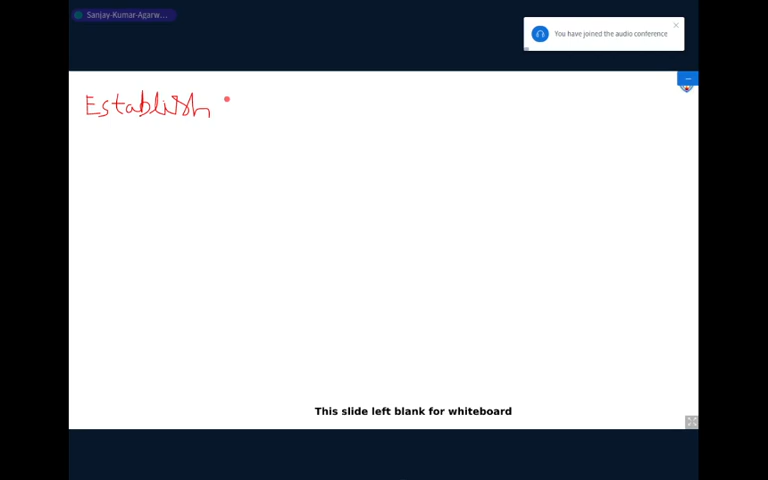 Sanjay-Kumar-Agarw...
You have joined the audio conference
Establish
This slide left blank for whiteboard